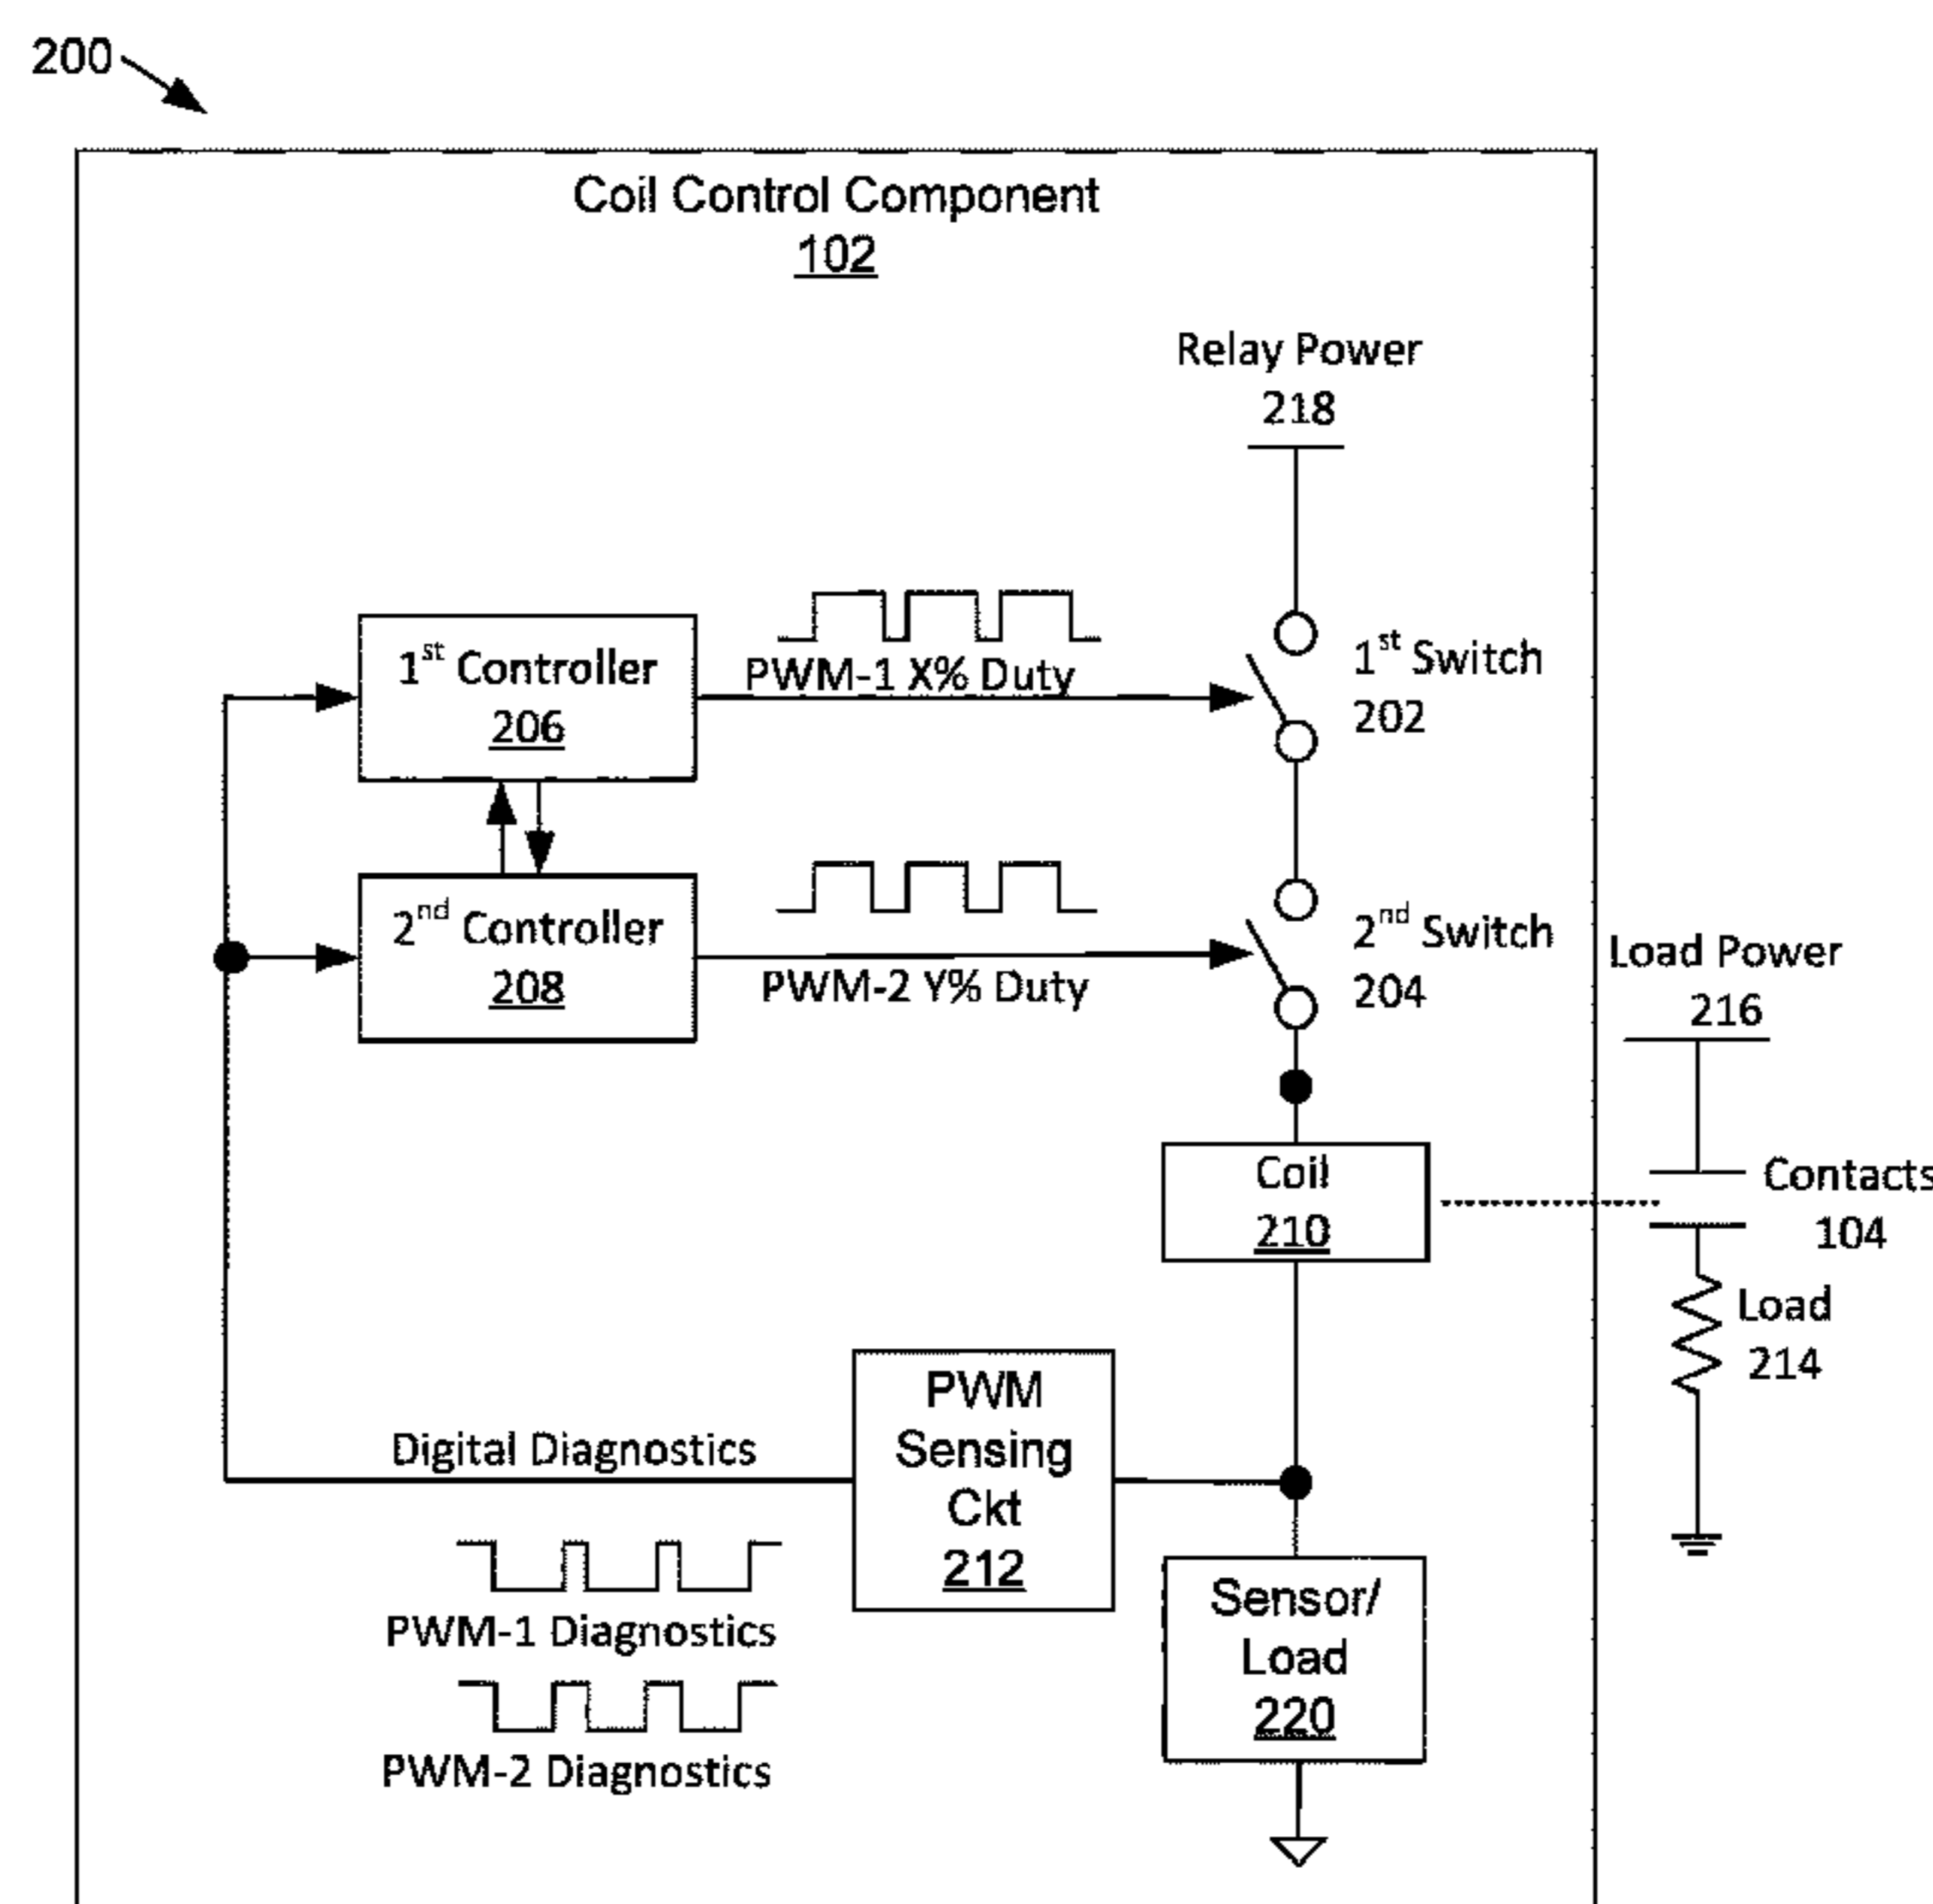 200
Coil Control Component
102
Relay Power
218
1st Controller
206
PWM-1 X% Duty
1st Switch
202
2nd Controller
208
PWM-2 Y% Duty
2nd Switch
204
Load Power
216
Coil
210
Contacts
104
Load
214
PWM
Sensing
Ckt
212
Digital Diagnostics
PWM-1 Diagnostics
PWM-2 Diagnostics
Sensor/
Load
220